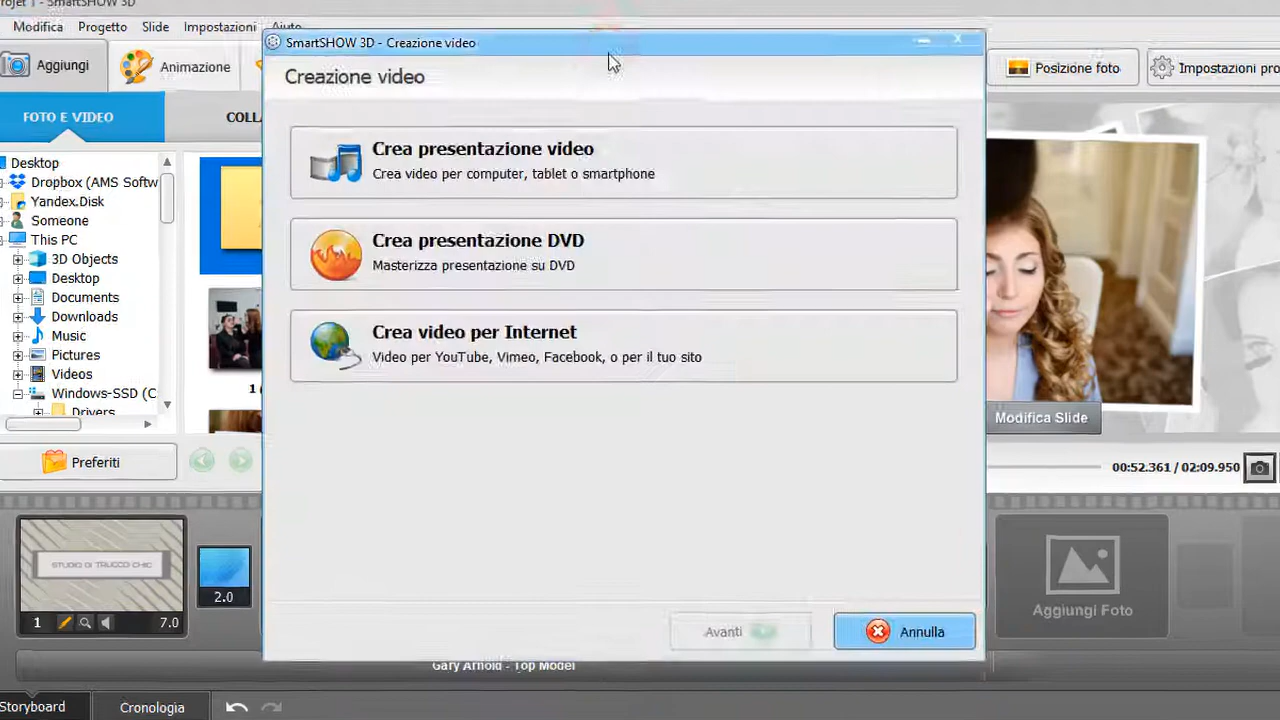 Projet 1 - SmartSHOW 3D
Modifica Progetto Slide Impostazioni Aiuto
Aggiungi
Animazione
FOTO E VIDEO
COLLA
Desktop
Dropbox (AMS Softw
Yandex.Disk
Someone
This PC
3D Objects
Desktop
Documents
Downloads
Music
Pictures
Videos
Windows-SSD (C
Drivers
1 (
Preferiti
SmartSHOW 3D - Creazione video
Creazione video
Crea presentazione video
Crea video per computer, tablet o smartphone
Crea presentazione DVD
Masterizza presentazione su DVD
Crea video per Internet
Video per YouTube, Vimeo, Facebook, o per il tuo sito
Avanti
Annulla
Posizione foto
Impostazioni pro
Modifica Slide
00:52.361 / 02:09.950
STUDIO DI TRUCCO CHIC
1
7.0
2.0
Aggiungi Foto
Gary Arnold - Top Model
Storyboard
Cronologia